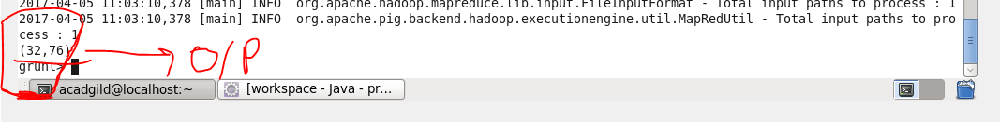 2017-04-05 11:03:10,378 [main] INFO  org.apache.hadoop.mapreduce.lib.input.FileInputFormat - Total input paths to process : 1
2017-04-05 11:03:10,378 [main] INFO  org.apache.pig.backend.hadoop.executionengine.util.MapRedUtil - Total input paths to pro
cess : 1
(32,76)
O/P
grunt>
acadgild@localhost:~ [workspace - Java - pr...